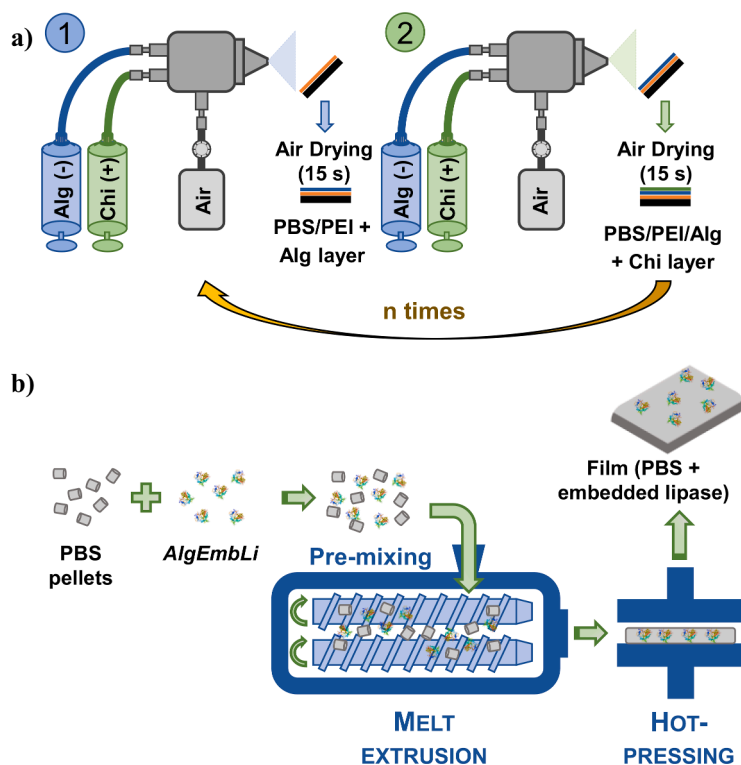 a)
1
Alg (-)
Chi (+)
Air
Air Drying
(15 s)
PBS/PEI +
Alg layer
2
Alg (-)
Chi (+)
Air
Air Drying
(15 s)
PBS/PEI/Alg
+ Chi layer
n times
b)
PBS
pellets
AlgEmbLi
Pre-mixing
Film (PBS +
embedded lipase)
MELT
EXTRUSION
HOT-
PRESSING